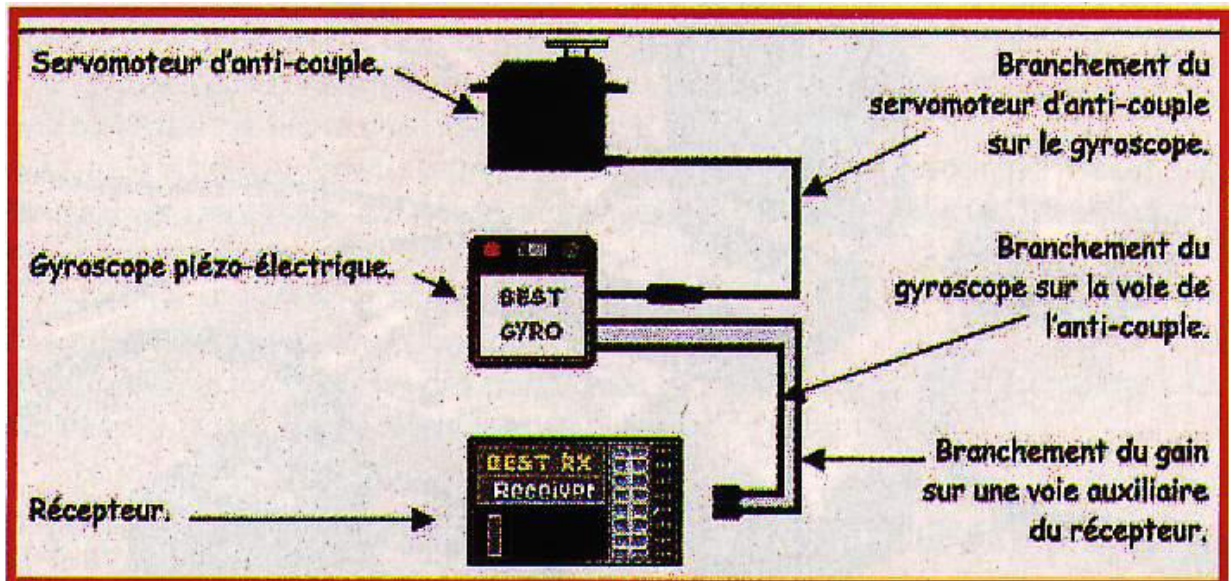 Servomoteur d'anti-couple.
Branchement du
servomoteur d'anti-couple
sur le gyroscope.
Gyroscope piézo-électrique.
BEST
GYRO
Branchement du
gyroscope sur la voie de
l'anti-couple.
Récepteur.
BEST RX
Receiver
Branchement du gain
sur une voie auxiliaire
du récepteur.